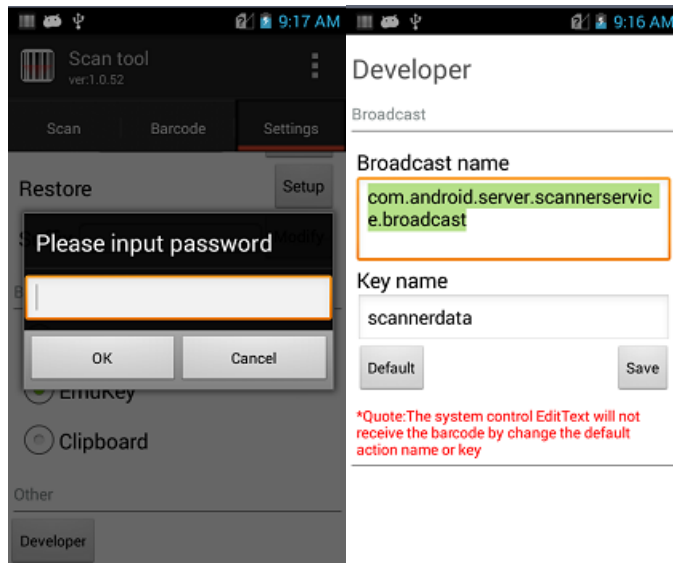 9:17 AM
Scan tool
ver:1.0.52
Scan Barcode Settings
Restore Setup
Modify
Please input password
OK Cancel
EmuKey
Clipboard
Other
Developer
9:16 AM
Developer
Broadcast
Broadcast name
com.android.server.scannerservic
e.broadcast
Key name
scannerdata
Default Save
*Quote:The system control EditText will not
receive the barcode by change the default
action name or key